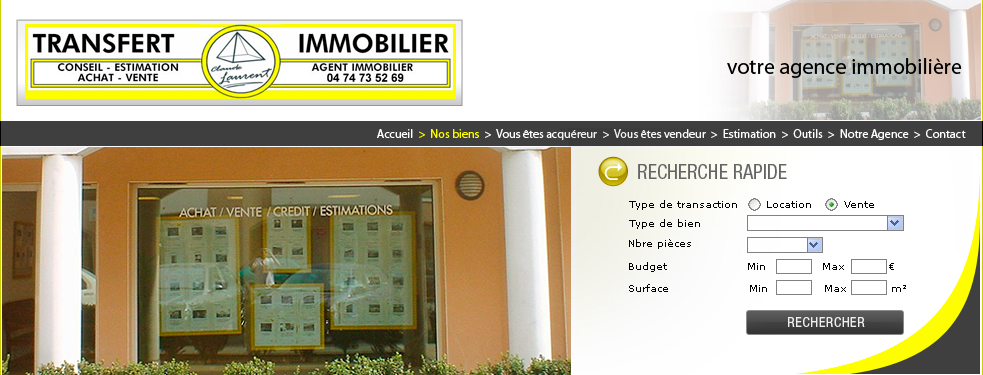 TRANSFERT IMMOBILIER
CONSEIL - ESTIMATION
ACHAT - VENTE
Claude Laurent
AGENT IMMOBILIER
04 74 73 52 69
votre agence immobilière
Accueil > Nos biens > Vous êtes acquéreur > Vous êtes vendeur > Estimation > Outils > Notre Agence > Contact
ACHAT / VENTE / CREDIT / ESTIMATIONS
RECHERCHE RAPIDE
Type de transaction Location Vente
Type de bien
Nbre pièces
Budget Min Max €
Surface Min Max m²
RECHERCHER